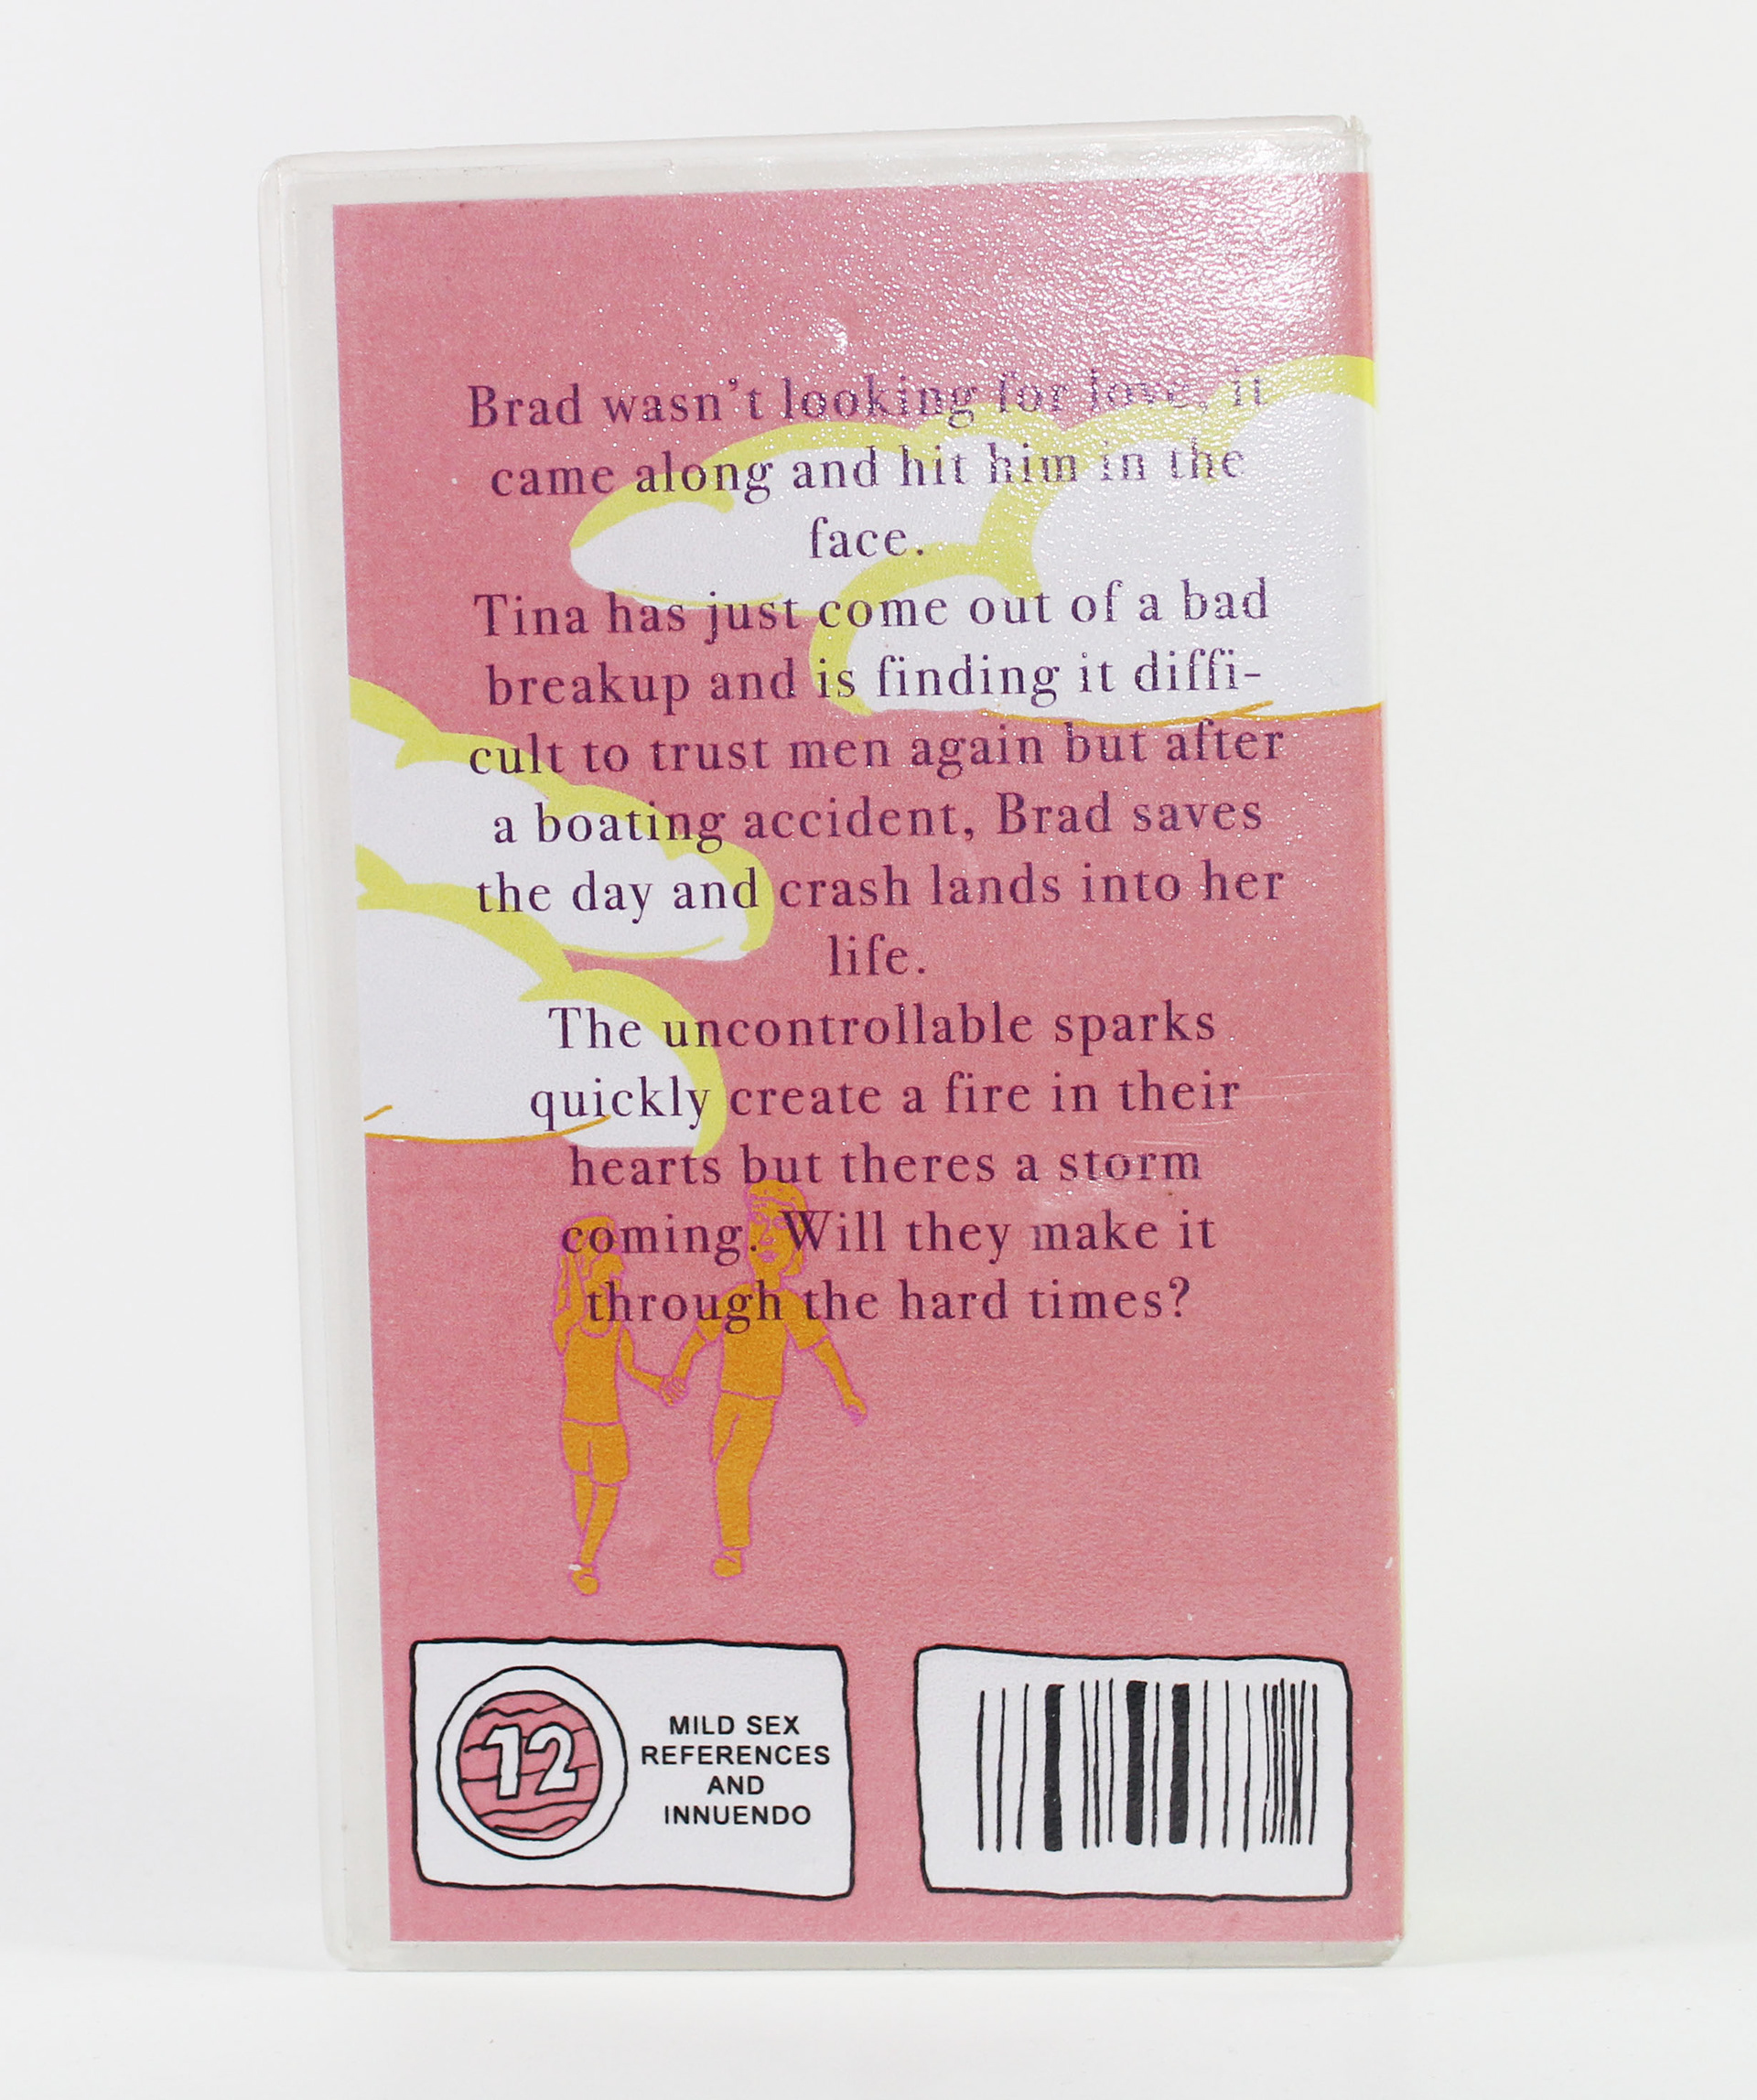 Brad wasn't looking for love, it
came along and hit him in the
face.
Tina has just come out of a bad
breakup and is finding it diffi-
cult to trust men again but after
a boating accident, Brad saves
the day and crash lands into her
life.
The uncontrollable sparks
quickly create a fire in their
hearts but theres a storm
coming. Will they make it
through the hard times?
12
MILD SEX
REFERENCES
AND
INNUENDO